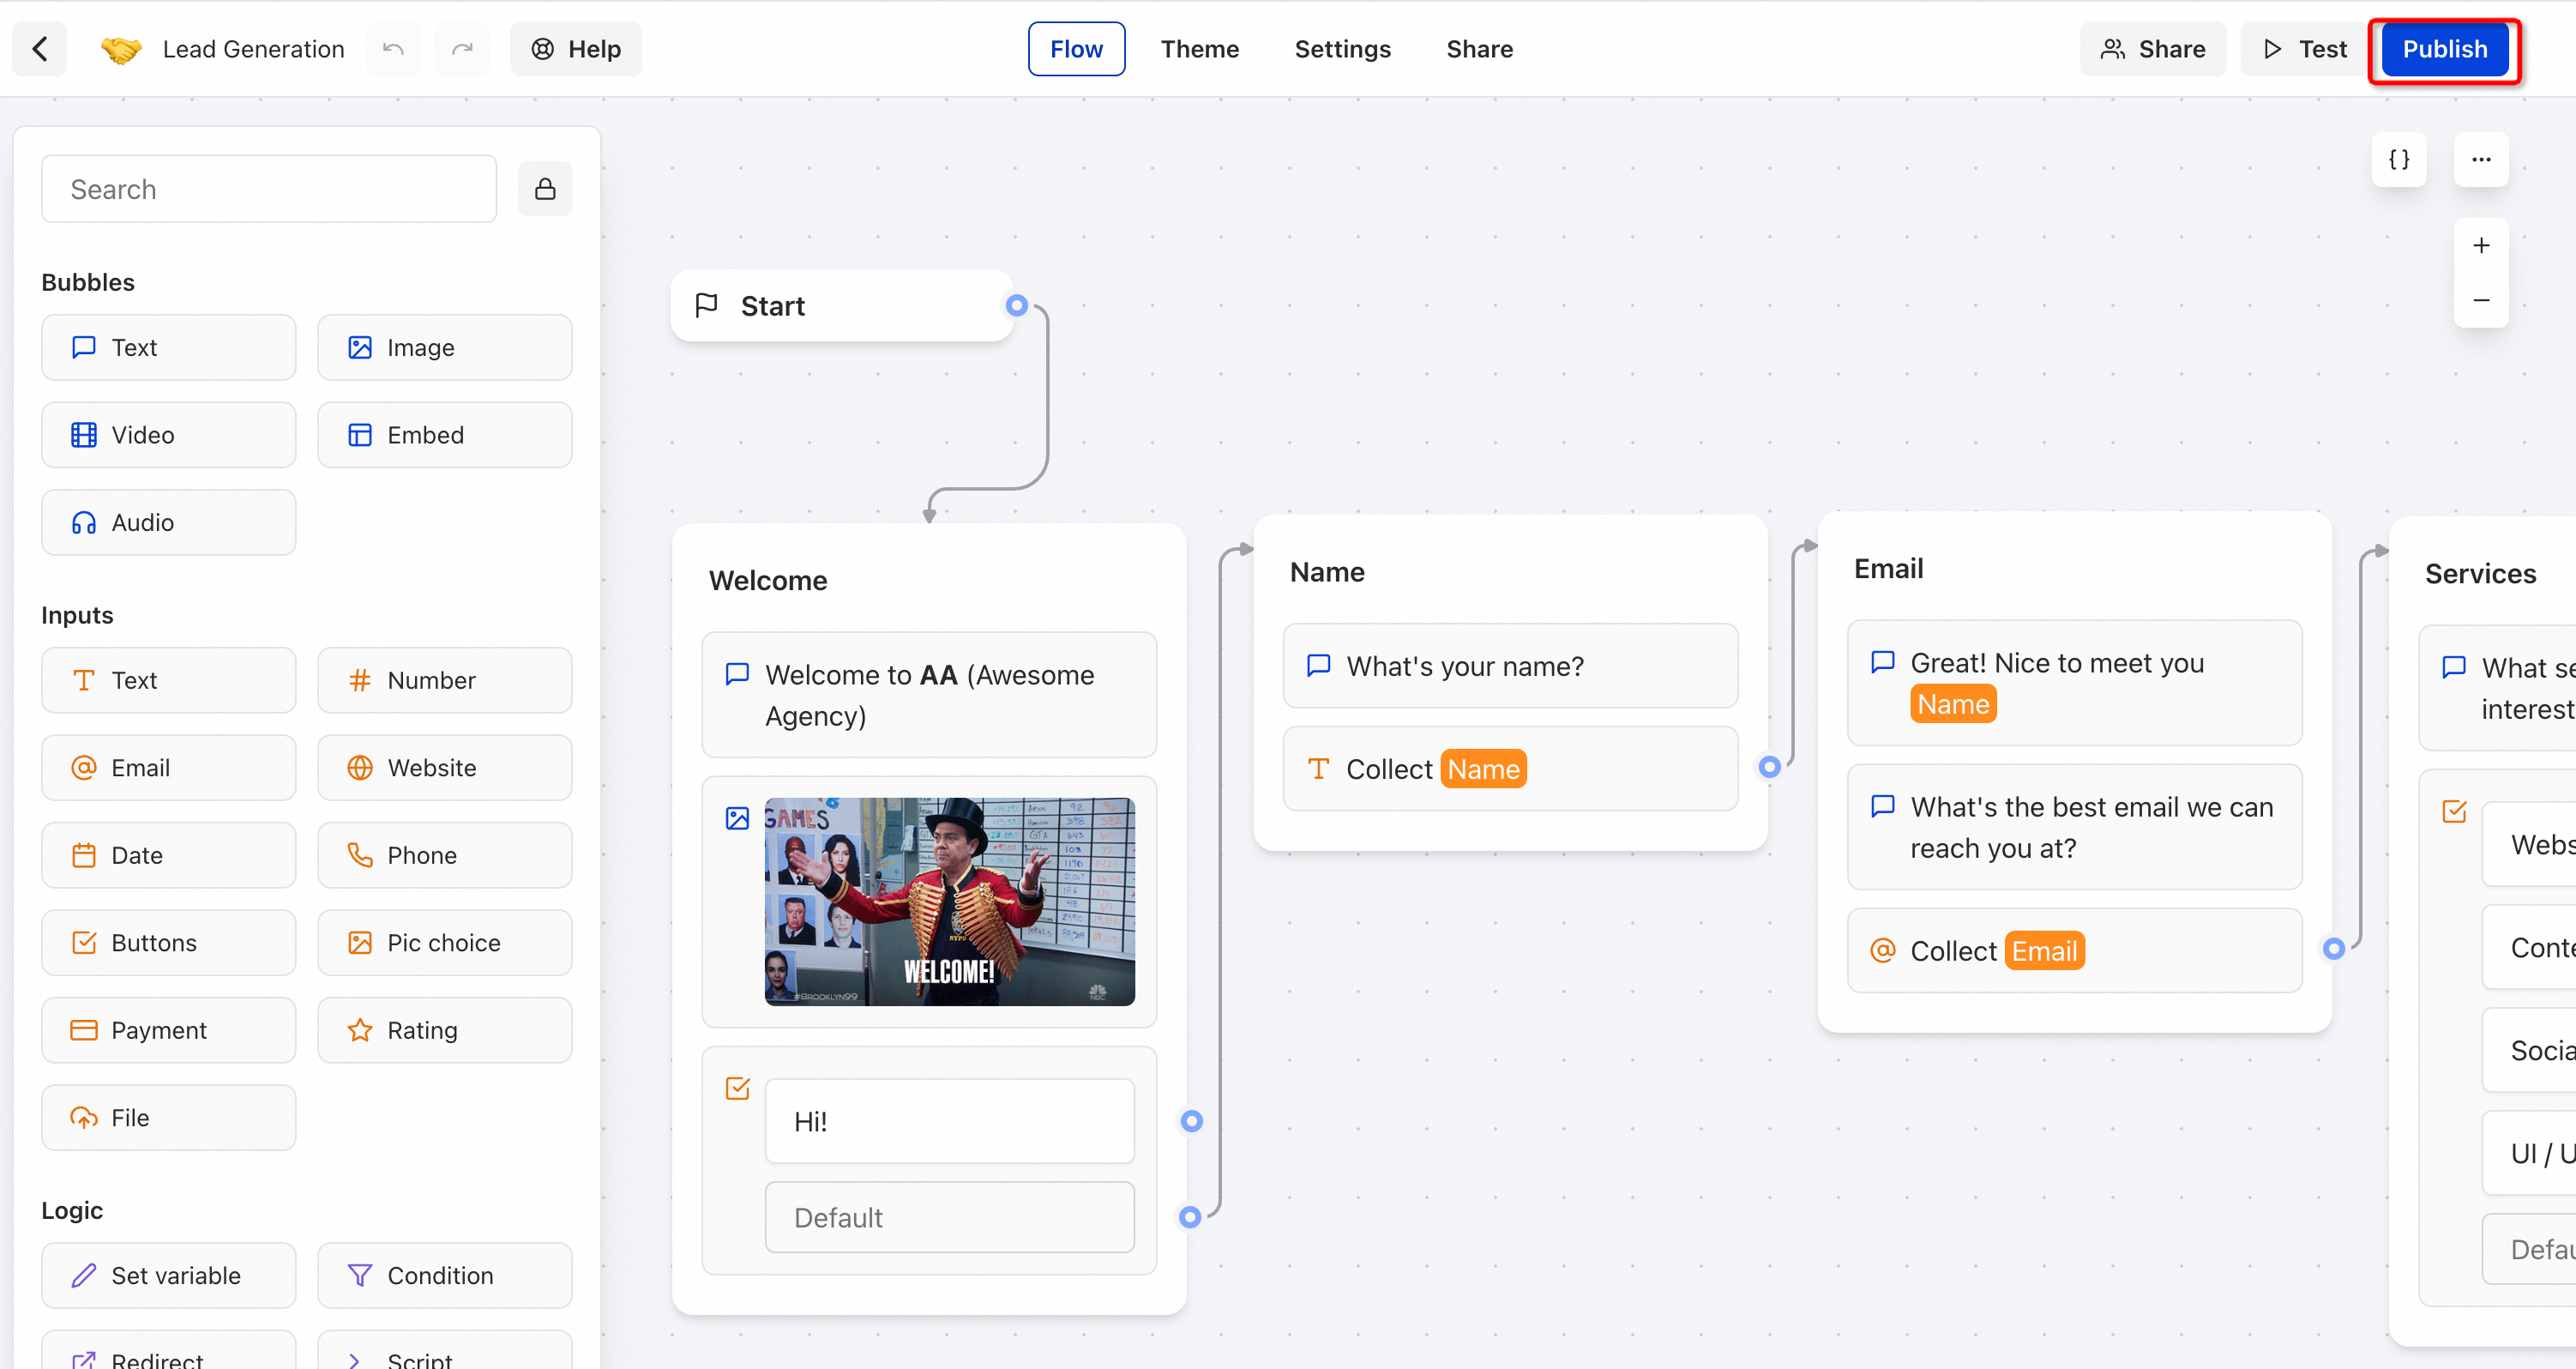 Lead Generation
Help
Flow
Theme
Settings
Share
Share
Test
Publish
Search
{ }
...
+
−
Bubbles
Text
Image
Video
Embed
Audio
Inputs
Text
Number
Email
Website
Date
Phone
Buttons
Pic choice
Payment
Rating
File
Logic
Set variable
Condition
Redirect
Script
Start
Welcome
Welcome to AA (Awesome
Agency)
GAMES
WELCOME!
#BROOKLYN99
NBC
Hi!
Default
Name
What's your name?
Collect Name
Email
Great! Nice to meet you
Name
What's the best email we can
reach you at?
Collect Email
Services
What se
interest
Webs
Conte
Socia
UI / U
Defau